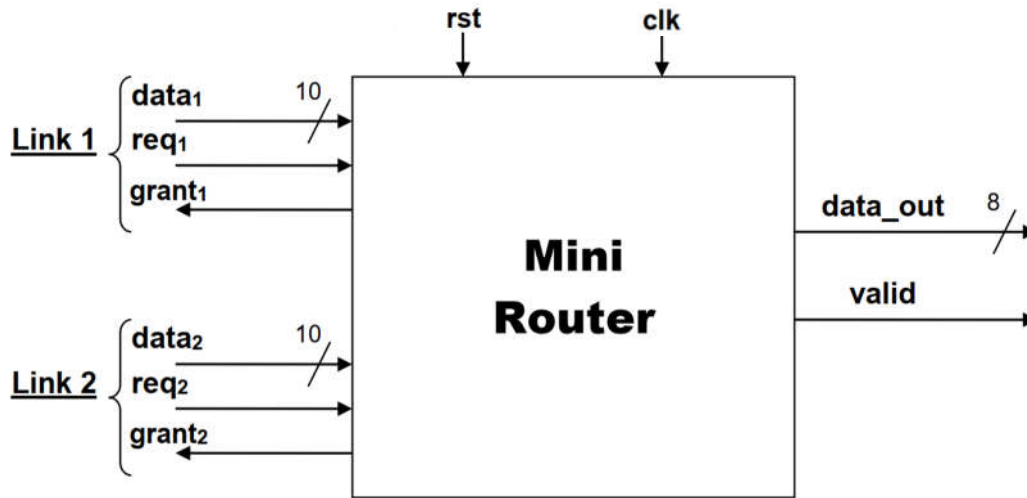 rst
clk
Link 1
data1
10
req1
grant1
Mini
Router
data_out
8
valid
Link 2
data2
10
req2
grant2